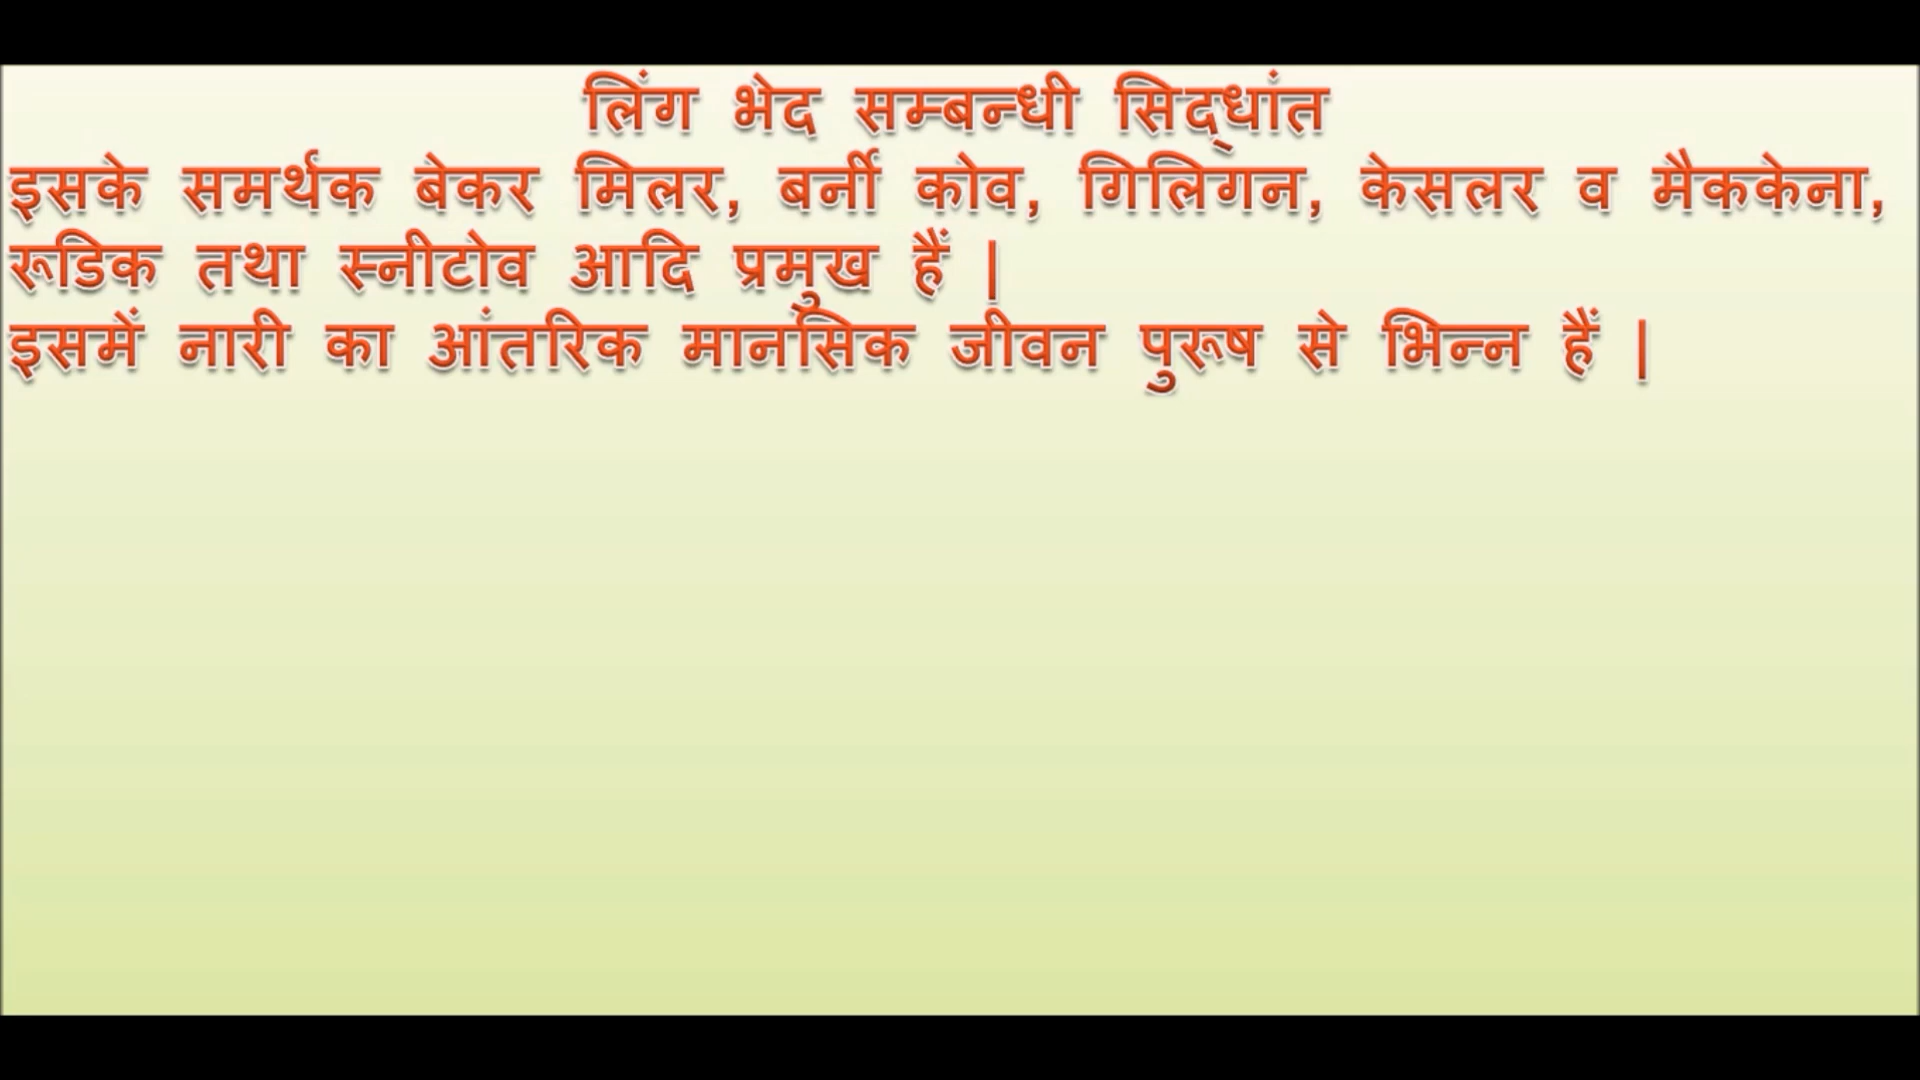 लिंग भेद सम्बन्धी सिद्धांत
इसके समर्थक बेकर मिलर, बर्नी कोव, गिलिगन, केसलर व मैककेना,
रूडिक तथा स्नीटोव आदि प्रमुख हैं |
इसमें नारी का आंतरिक मानसिक जीवन पुरूष से भिन्न हैं |